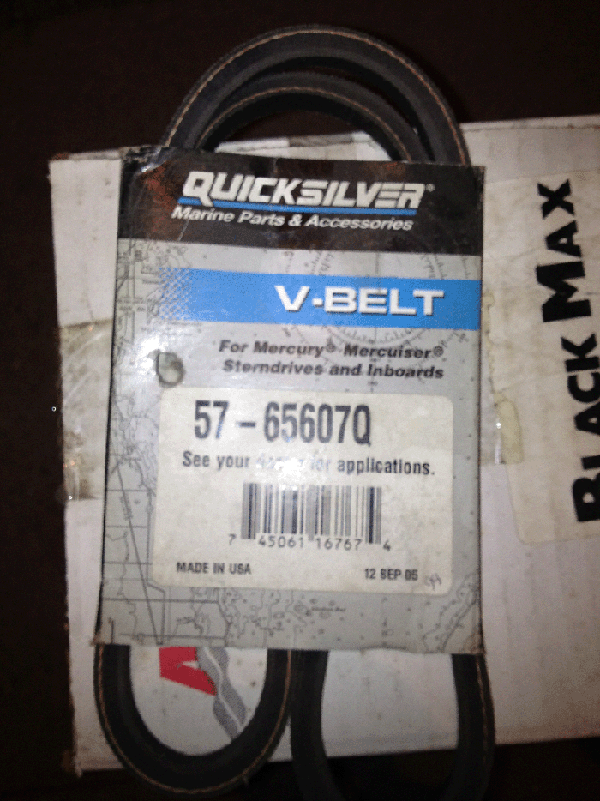 QUICKSILVER®
Marine Parts & Accessories
V-BELT
For Mercury® Mercuiser®
Sterndrives and Inboards
57-65607Q
See your for applications.
7 45061 16767 4
MADE IN USA
12 SEP 05
BLACK MAX